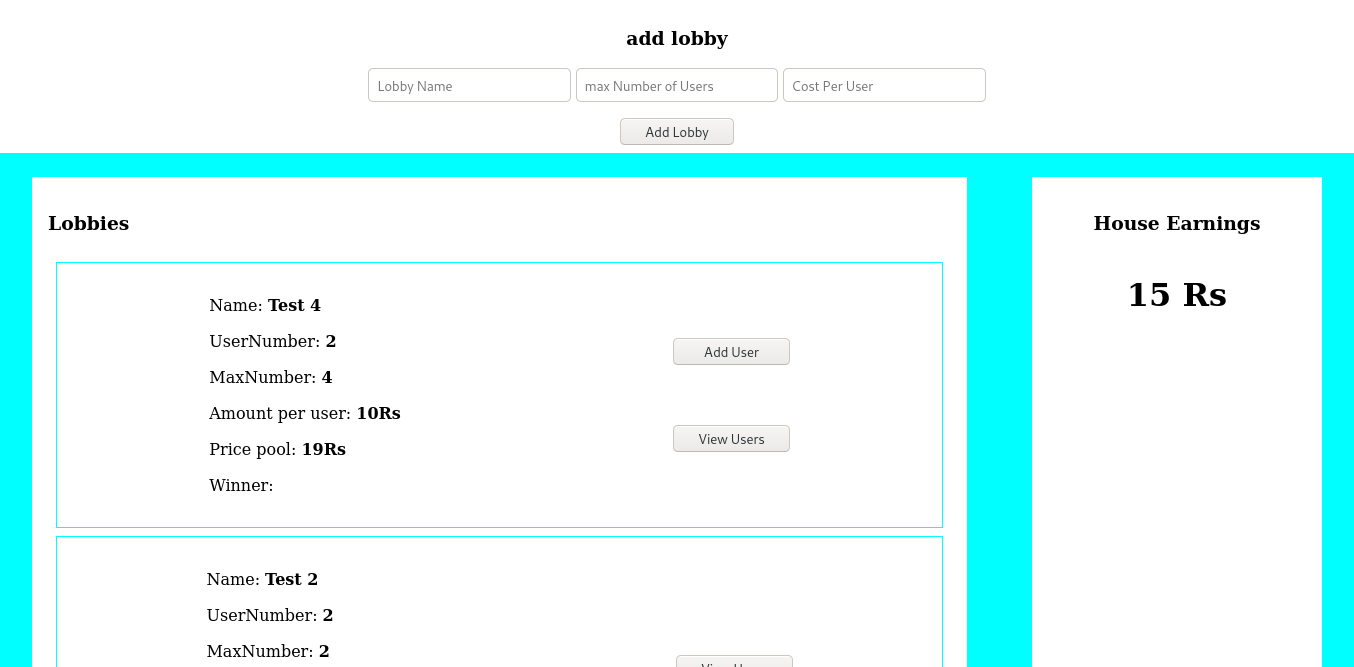 add lobby
Lobby Name
max Number of Users
Cost Per User
Add Lobby
Lobbies
Name: Test 4
UserNumber: 2
MaxNumber: 4
Amount per user: 10Rs
Price pool: 19Rs
Winner:
Add User
View Users
Name: Test 2
UserNumber: 2
MaxNumber: 2
House Earnings
15 Rs